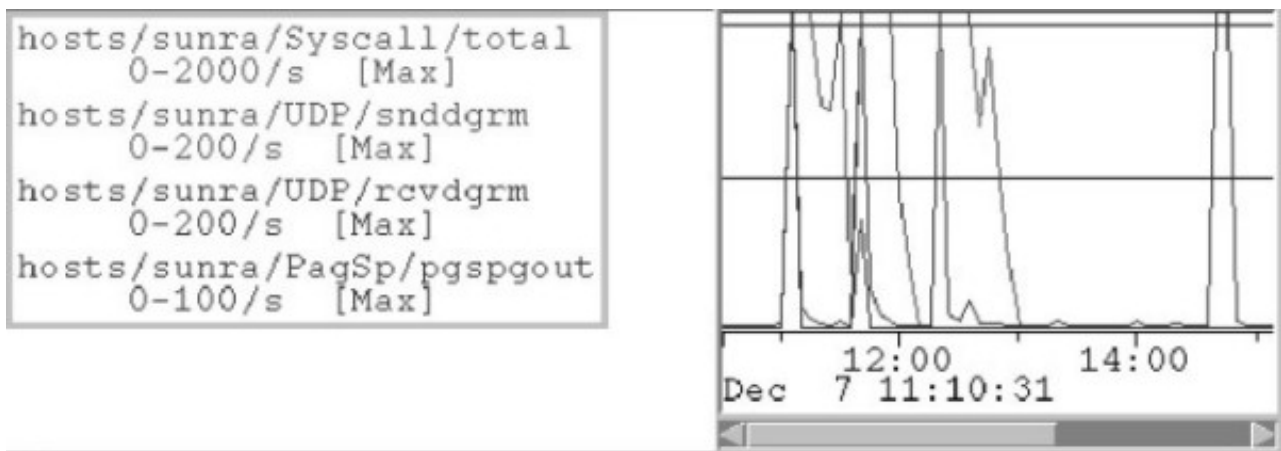 hosts/sunra/Syscall/total
0-2000/s [Max]
hosts/sunra/UDP/snddgrm
0-200/s [Max]
hosts/sunra/UDP/rcvdgrm
0-200/s [Max]
hosts/sunra/PagSp/pgspgout
0-100/s [Max]
12:00 14:00
Dec 7 11:10:31